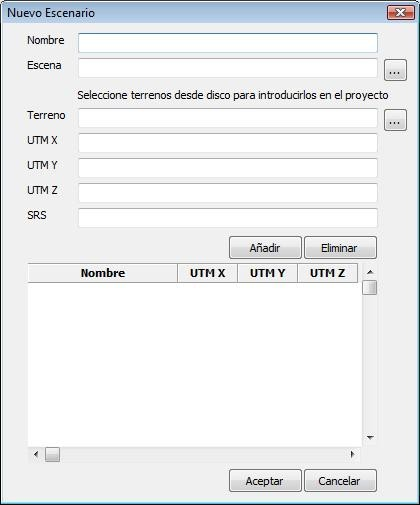 Nuevo Escenario
Nombre
Escena
...
Seleccione terrenos desde disco para introducirlos en el proyecto
Terreno
...
UTM X
UTM Y
UTM Z
SRS
Añadir Eliminar
Nombre UTM X UTM Y UTM Z
Aceptar Cancelar